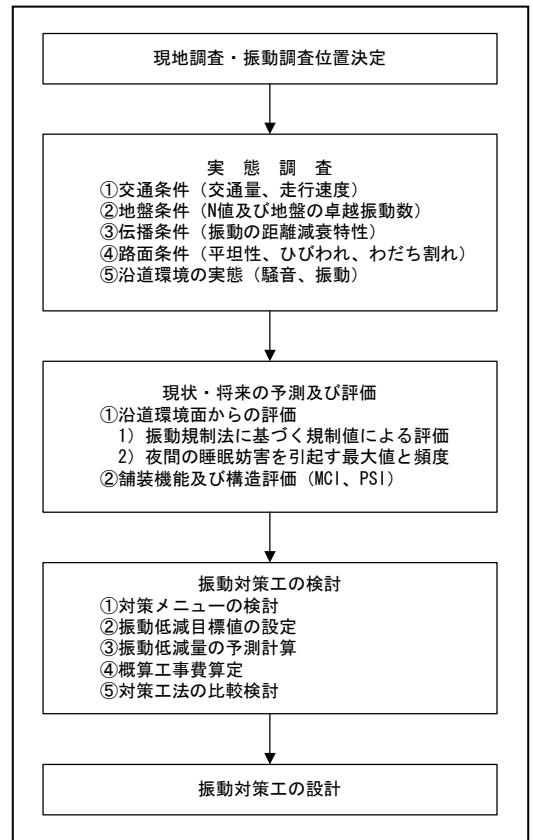 現地調査・振動調査位置決定
実　態　調　査
①交通条件（交通量、走行速度）
②地盤条件（N値及び地盤の卓越振動数）
③伝播条件（振動の距離減衰特性）
④路面条件（平坦性、ひびわれ、わだち割れ）
⑤沿道環境の実態（騒音、振動）
現状・将来の予測及び評価
①沿道環境面からの評価
1）振動規制法に基づく規制値による評価
2）夜間の睡眠妨害を引起す最大値と頻度
②舗装機能及び構造評価（MCI、PSI）
振動対策工の検討
①対策メニューの検討
②振動低減目標値の設定
③振動低減量の予測計算
④概算工事費算定
⑤対策工法の比較検討
振動対策工の設計